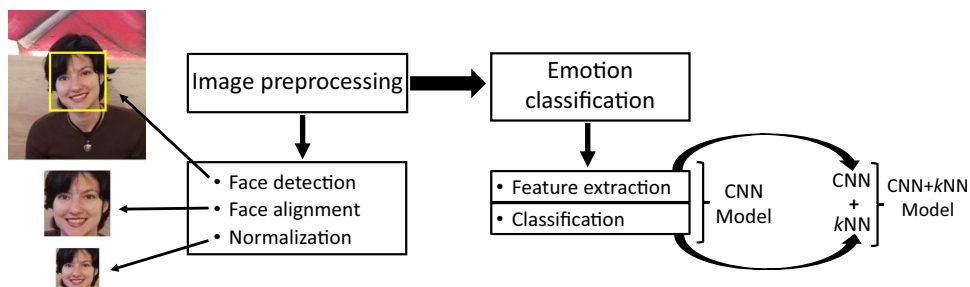 Image preprocessing
Emotion
classification
• Face detection
• Face alignment
• Normalization
• Feature extraction
• Classification
CNN
Model
CNN
+
kNN
CNN+kNN
Model